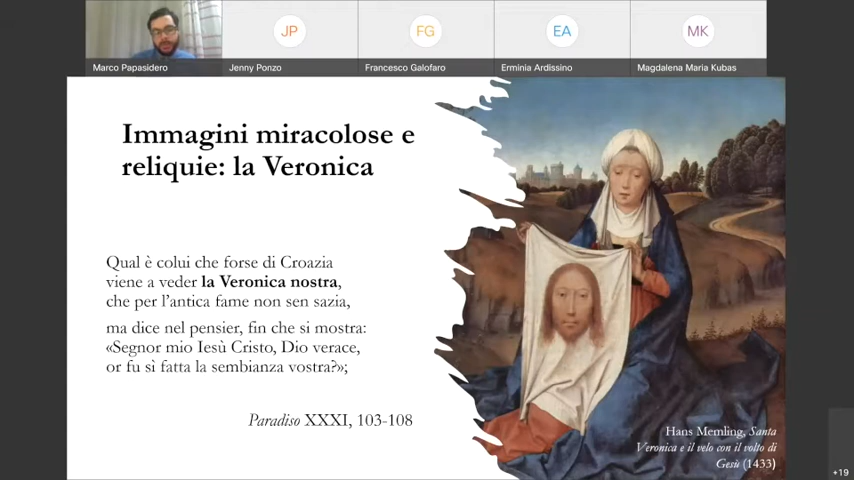 JP
FG
EA
MK
Marco Papasidero
Jenny Ponzo
Francesco Galofaro
Erminia Ardissino
Magdalena Maria Kubas
Immagini miracolose e
reliquie: la Veronica
Qual è colui che forse di Croazia
viene a veder la Veronica nostra,
che per l’antica fame non sen sazia,
ma dice nel pensier, fin che si mostra:
«Segnor mio Iesù Cristo, Dio verace,
or fu sì fatta la sembianza vostra?»;
Paradiso XXXI, 103-108
Hans Memling, Santa
Veronica e il velo con il volto di
Gesù (1433)
+19